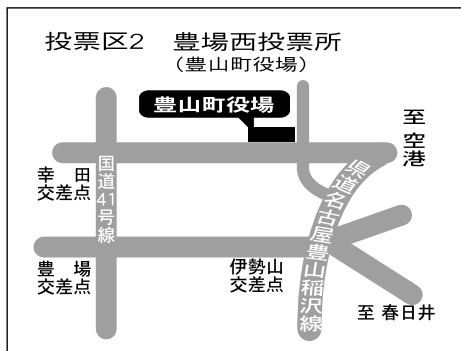 投票区2 豊場西投票所
(豊山町役場)
豊山町役場
至 空港
幸田
交差点
国道41号線
県道名古屋豊山稲沢線
豊場
交差点
伊勢山
交差点
至 春日井